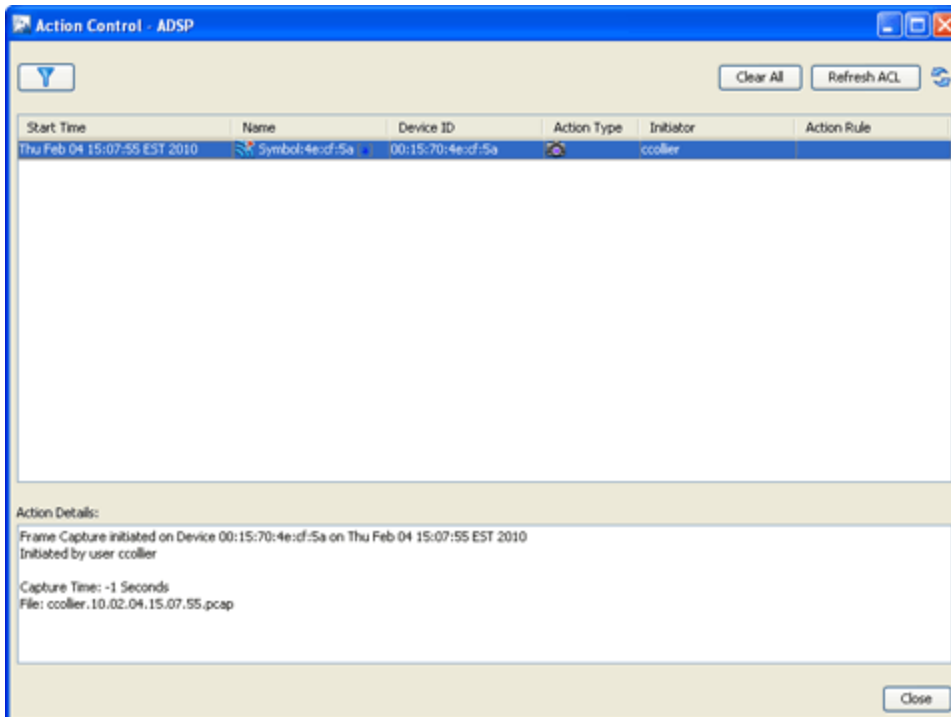 Action Control - ADSP
Clear All Refresh ACL
Start Time Name Device ID Action Type Initiator Action Rule
Thu Feb 04 15:07:55 EST 2010 Symbol:4e:cf:5a 00:15:70:4e:cf:5a ccollier
Action Details:
Frame Capture initiated on Device 00:15:70:4e:cf:5a on Thu Feb 04 15:07:55 EST 2010
Initiated by user ccollier
Capture Time: -1 Seconds
File: ccollier.10.02.04.15.07.55.pcap
Close